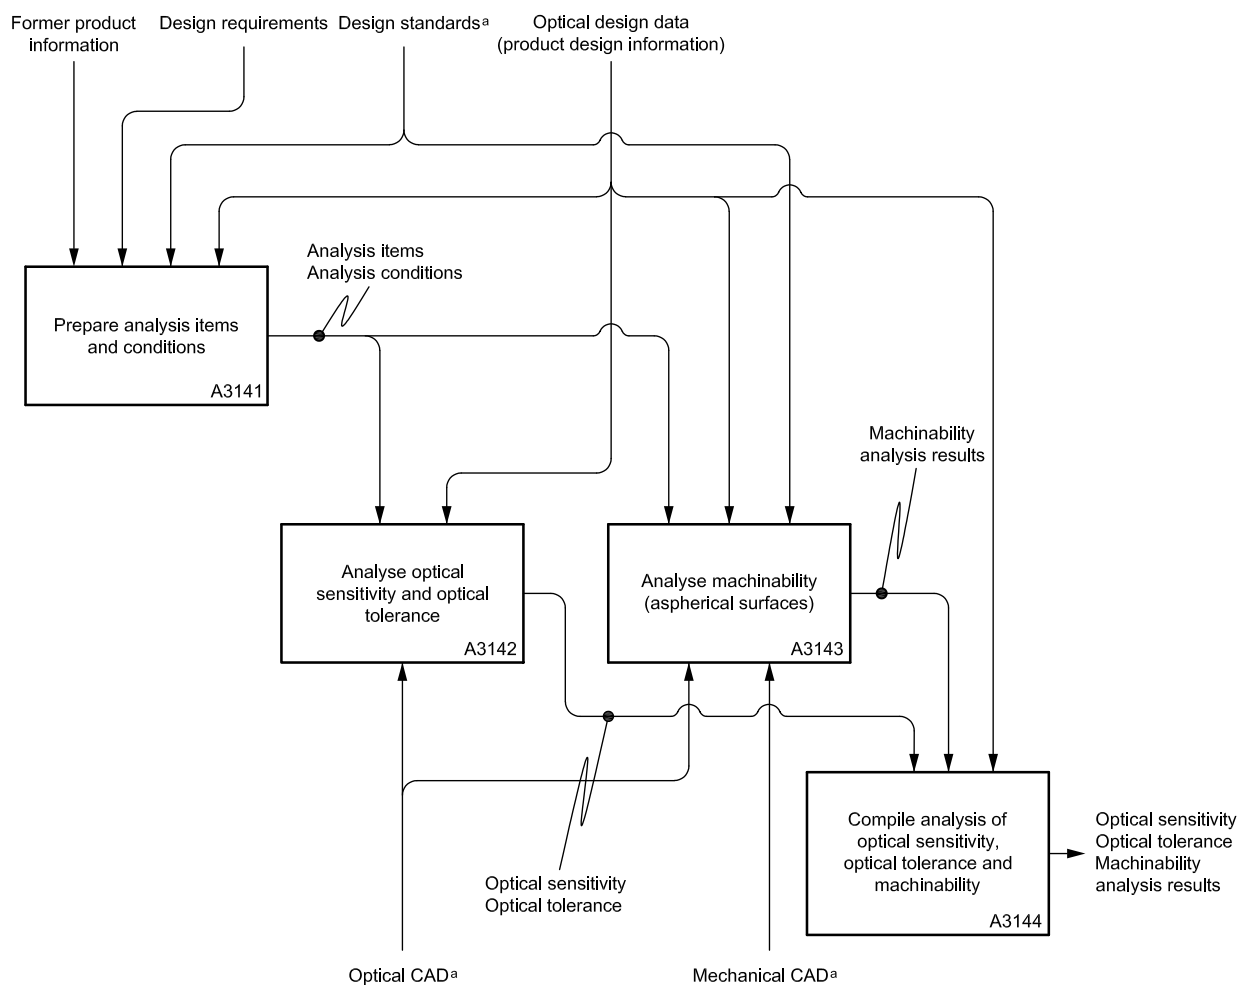 Former product
information
Design requirements
Design standardsᵃ
Optical design data
(product design information)
Analysis items
Analysis conditions
Prepare analysis items
and conditions
A3141
Machinability
analysis results
Analyse optical
sensitivity and optical
tolerance
A3142
Analyse machinability
(aspherical surfaces)
A3143
Compile analysis of
optical sensitivity,
optical tolerance and
machinability
A3144
Optical sensitivity
Optical tolerance
Machinability
analysis results
Optical sensitivity
Optical tolerance
Optical CADᵃ
Mechanical CADᵃ